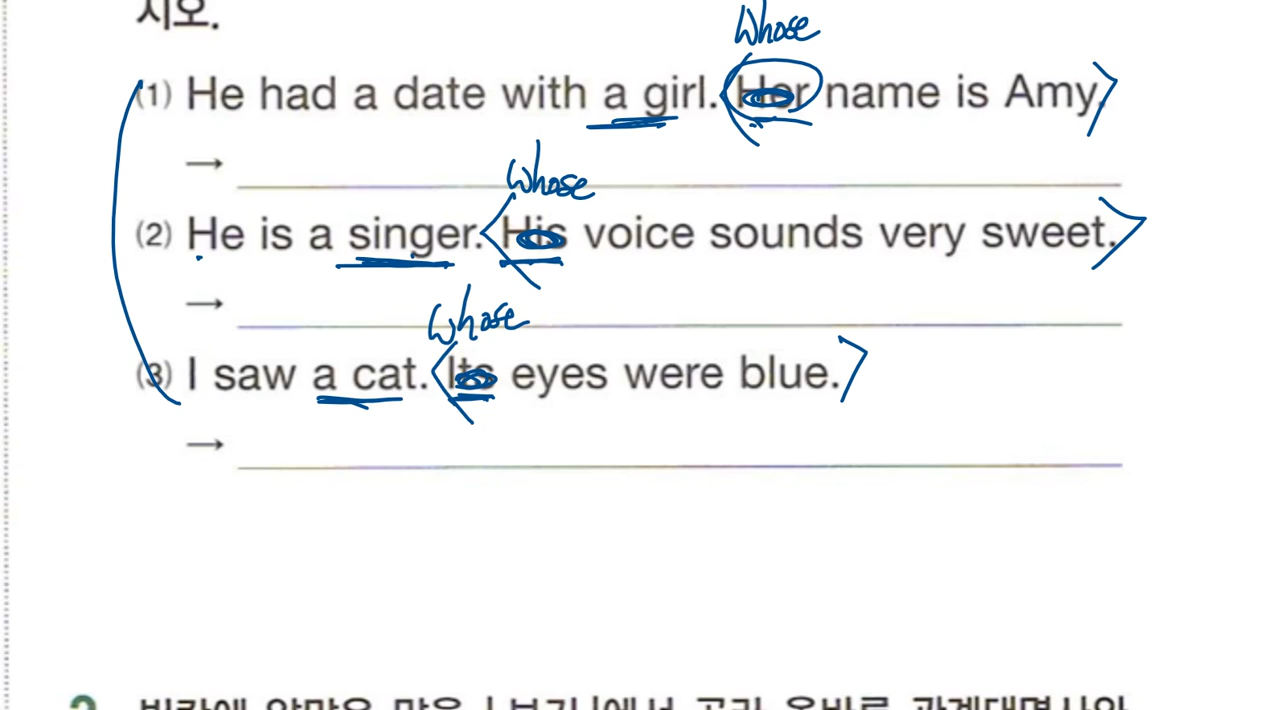 시오.
Whose
(1) He had a date with a girl. Her name is Amy.
→
Whose
(2) He is a singer. His voice sounds very sweet.
→
Whose
(3) I saw a cat. Its eyes were blue.
→